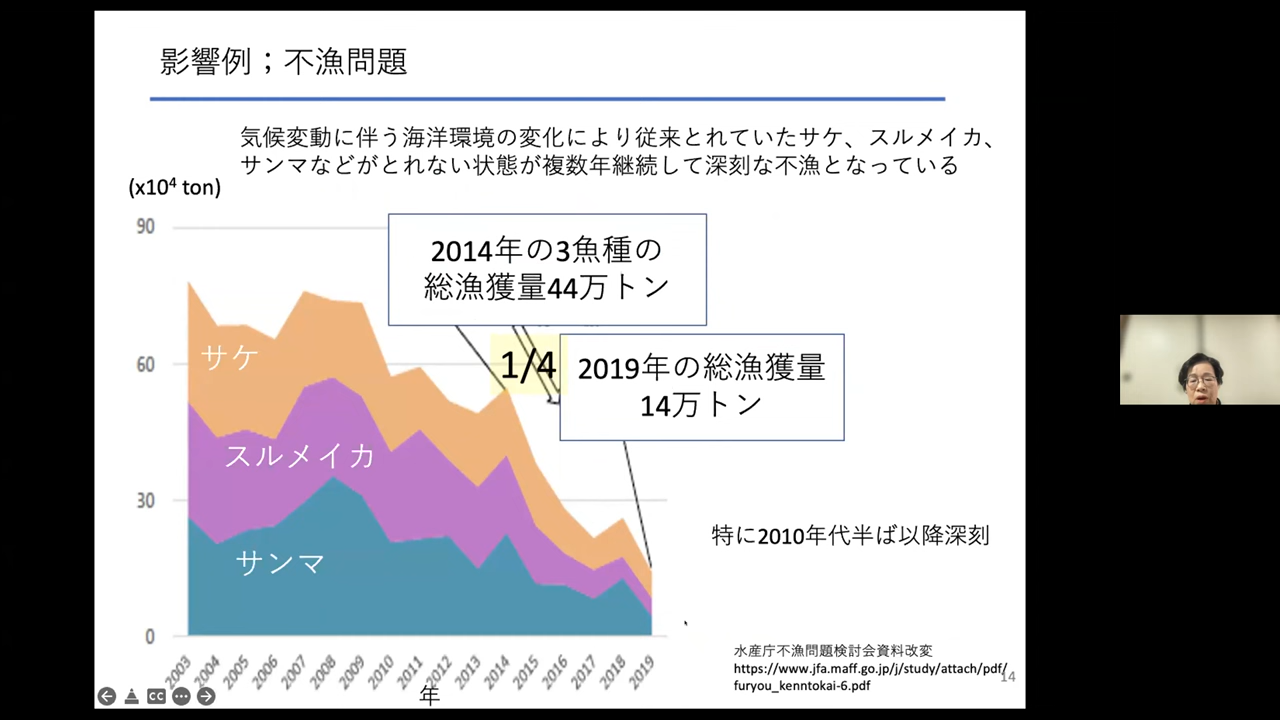 影響例；不漁問題
気候変動に伴う海洋環境の変化により従来とれていたサケ、スルメイカ、
サンマなどがとれない状態が複数年継続して深刻な不漁となっている
(x10⁴ ton)
90
60
30
0
2014年の3魚種の
総漁獲量44万トン
1/4
2019年の総漁獲量
14万トン
サケ
スルメイカ
サンマ
特に2010年代半ば以降深刻
2003 2004 2005 2006 2007 2008 2009 2010 2011 2012 2013 2014 2015 2016 2017 2018 2019
年
水産庁不漁問題検討会資料改変
https://www.jfa.maff.go.jp/j/study/attach/pdf/
furyou_kenntokai-6.pdf
14
CC